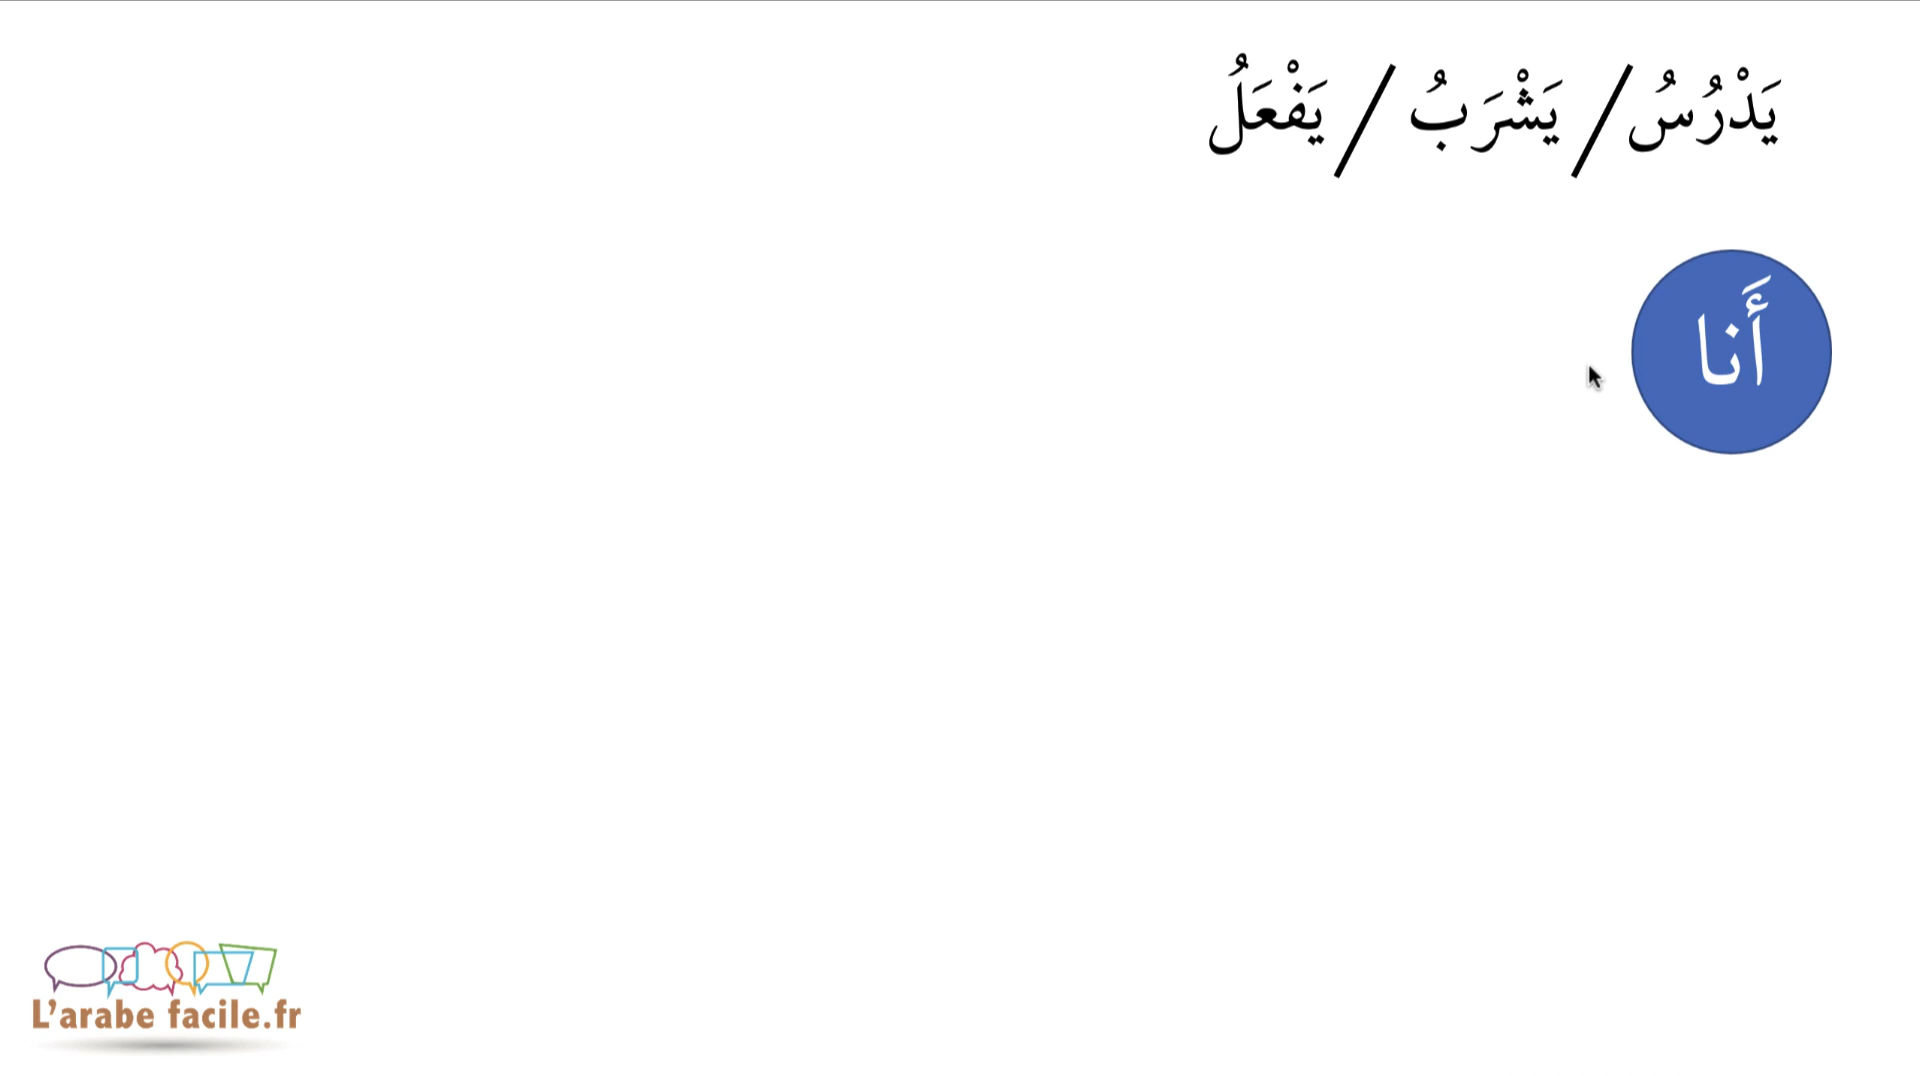 يَدْرُسُ / يَشْرَبُ / يَفْعَلُ
أَنا
L'arabe facile.fr